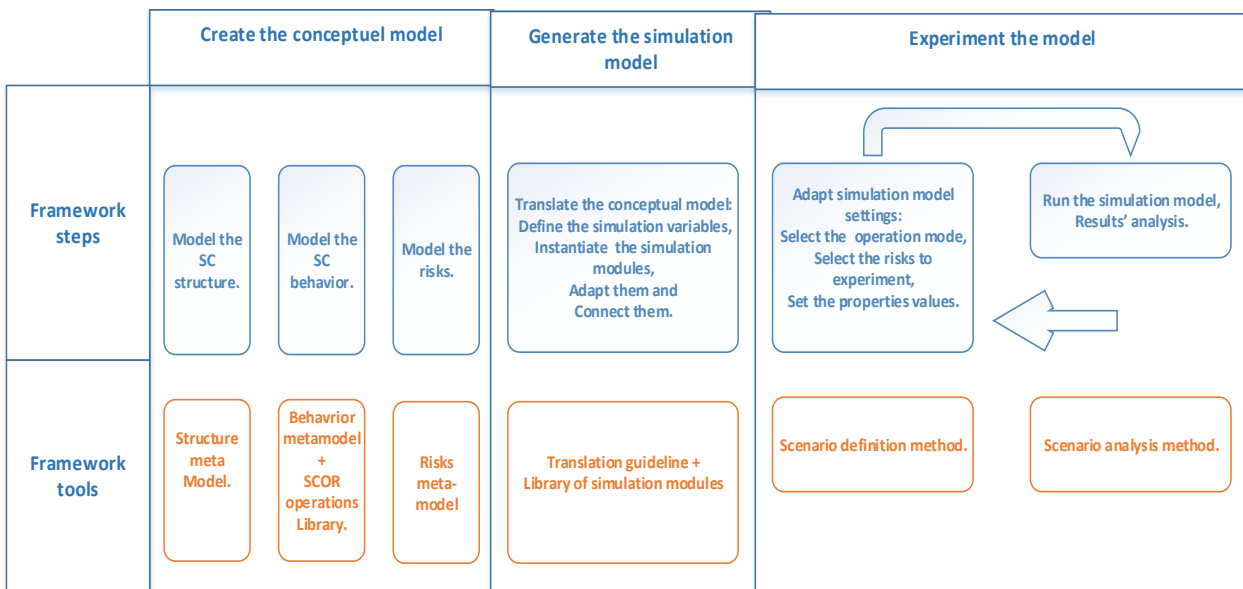 Create the conceptuel model
Generate the simulation
model
Experiment the model
Framework
steps
Model the
SC
structure.
Model the
SC
behavior.
Model the
risks.
Translate the conceptual model:
Define the simulation variables,
Instantiate the simulation
modules,
Adapt them and
Connect them.
Adapt simulation model
settings:
Select the operation mode,
Select the risks to
experiment,
Set the properties values.
Run the simulation model,
Results’ analysis.
Framework
tools
Structure
meta
Model.
Behavrior
metamodel
+
SCOR
operations
Library.
Risks
meta-
model
Translation guideline +
Library of simulation modules
Scenario definition method.
Scenario analysis method.